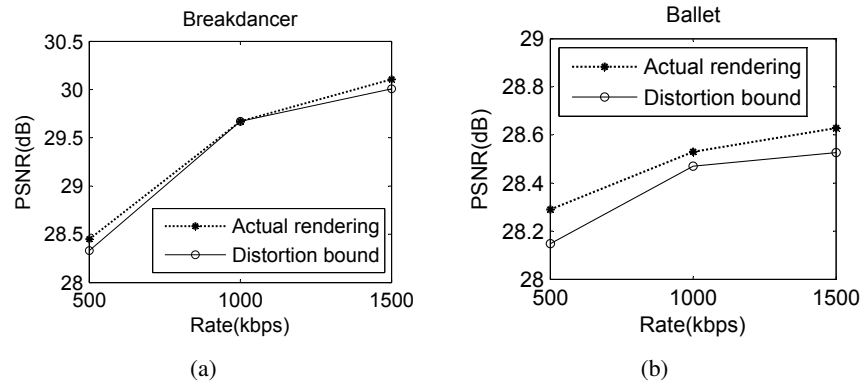 Breakdancer
30.5
30
29.5
29
28.5
28
PSNR(dB)
Actual rendering
Distortion bound
500
1000
1500
Rate(kbps)
(a)
Ballet
29
28.8
28.6
28.4
28.2
28
PSNR(dB)
Actual rendering
Distortion bound
500
1000
1500
Rate(kbps)
(b)